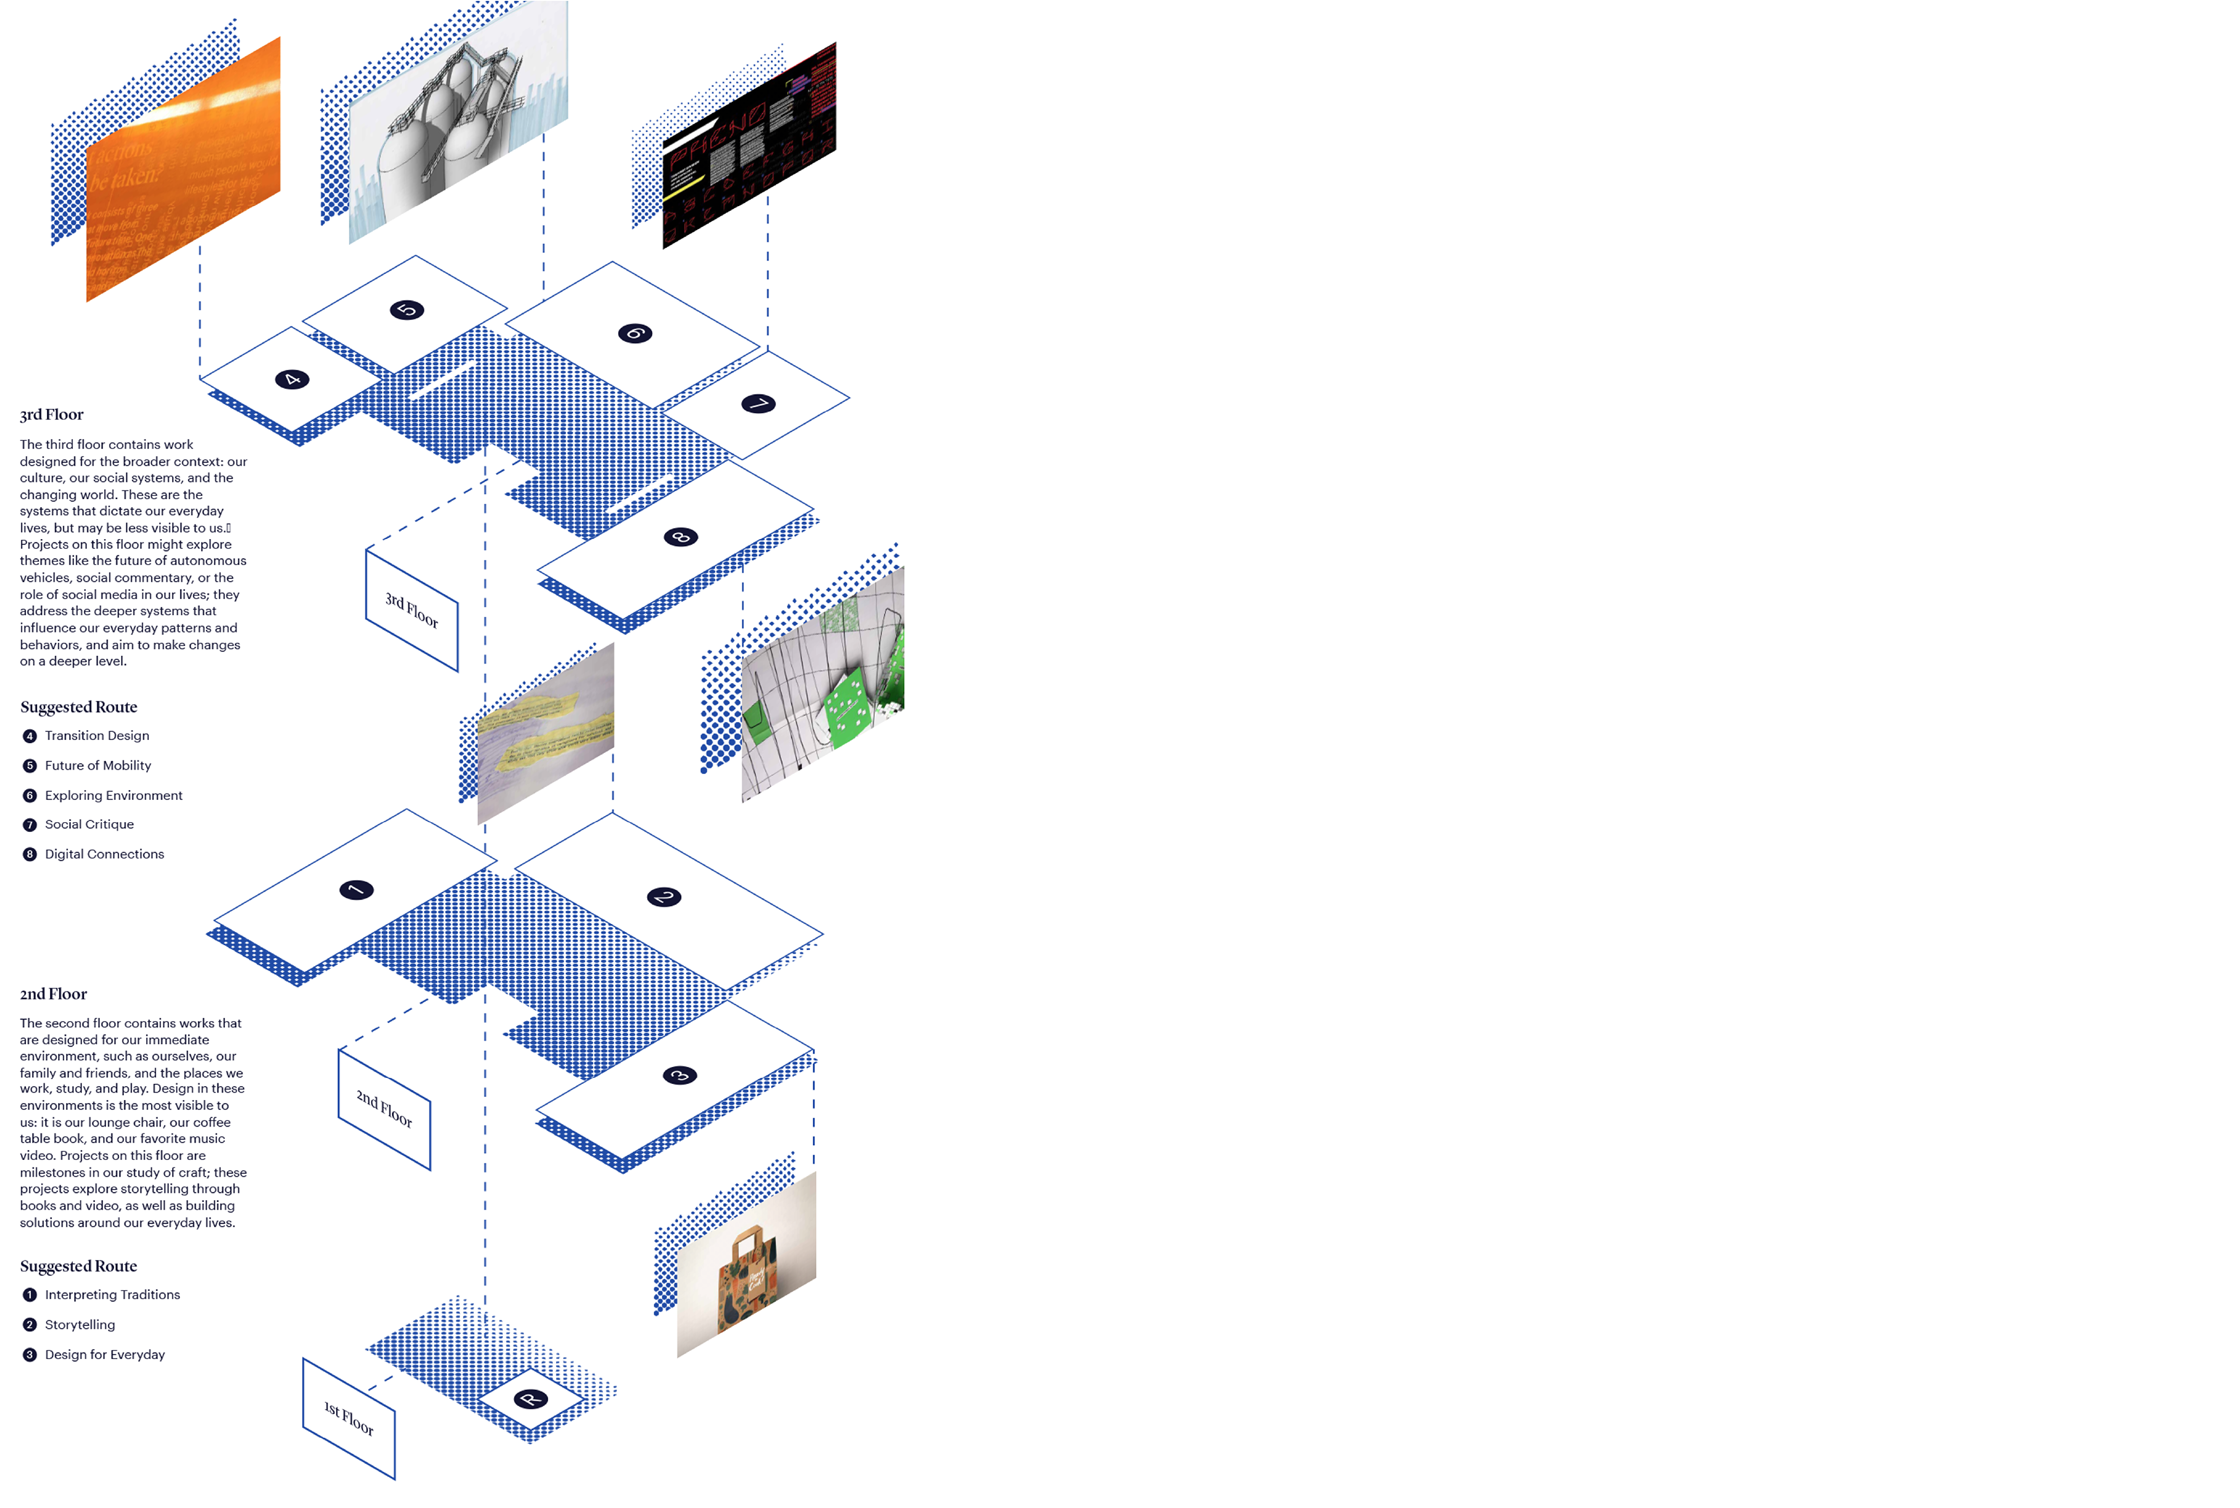 actions
be taken?
PHENO
5
6
4
7
8
3rd Floor
The third floor contains work
designed for the broader context: our
culture, our social systems, and the
changing world. These are the
systems that dictate our everyday
lives, but may be less visible to us.
Projects on this floor might explore
themes like the future of autonomous
vehicles, social commentary, or the
role of social media in our lives; they
address the deeper systems that
influence our everyday patterns and
behaviors, and aim to make changes
on a deeper level.
3rd Floor
Suggested Route
4 Transition Design
5 Future of Mobility
6 Exploring Environment
7 Social Critique
8 Digital Connections
1
2
3
2nd Floor
The second floor contains works that
are designed for our immediate
environment, such as ourselves, our
family and friends, and the places we
work, study, and play. Design in these
environments is the most visible to
us: it is our lounge chair, our coffee
table book, and our favorite music
video. Projects on this floor are
milestones in our study of craft; these
projects explore storytelling through
books and video, as well as building
solutions around our everyday lives.
2nd Floor
Suggested Route
1 Interpreting Traditions
2 Storytelling
3 Design for Everyday
1st Floor
R